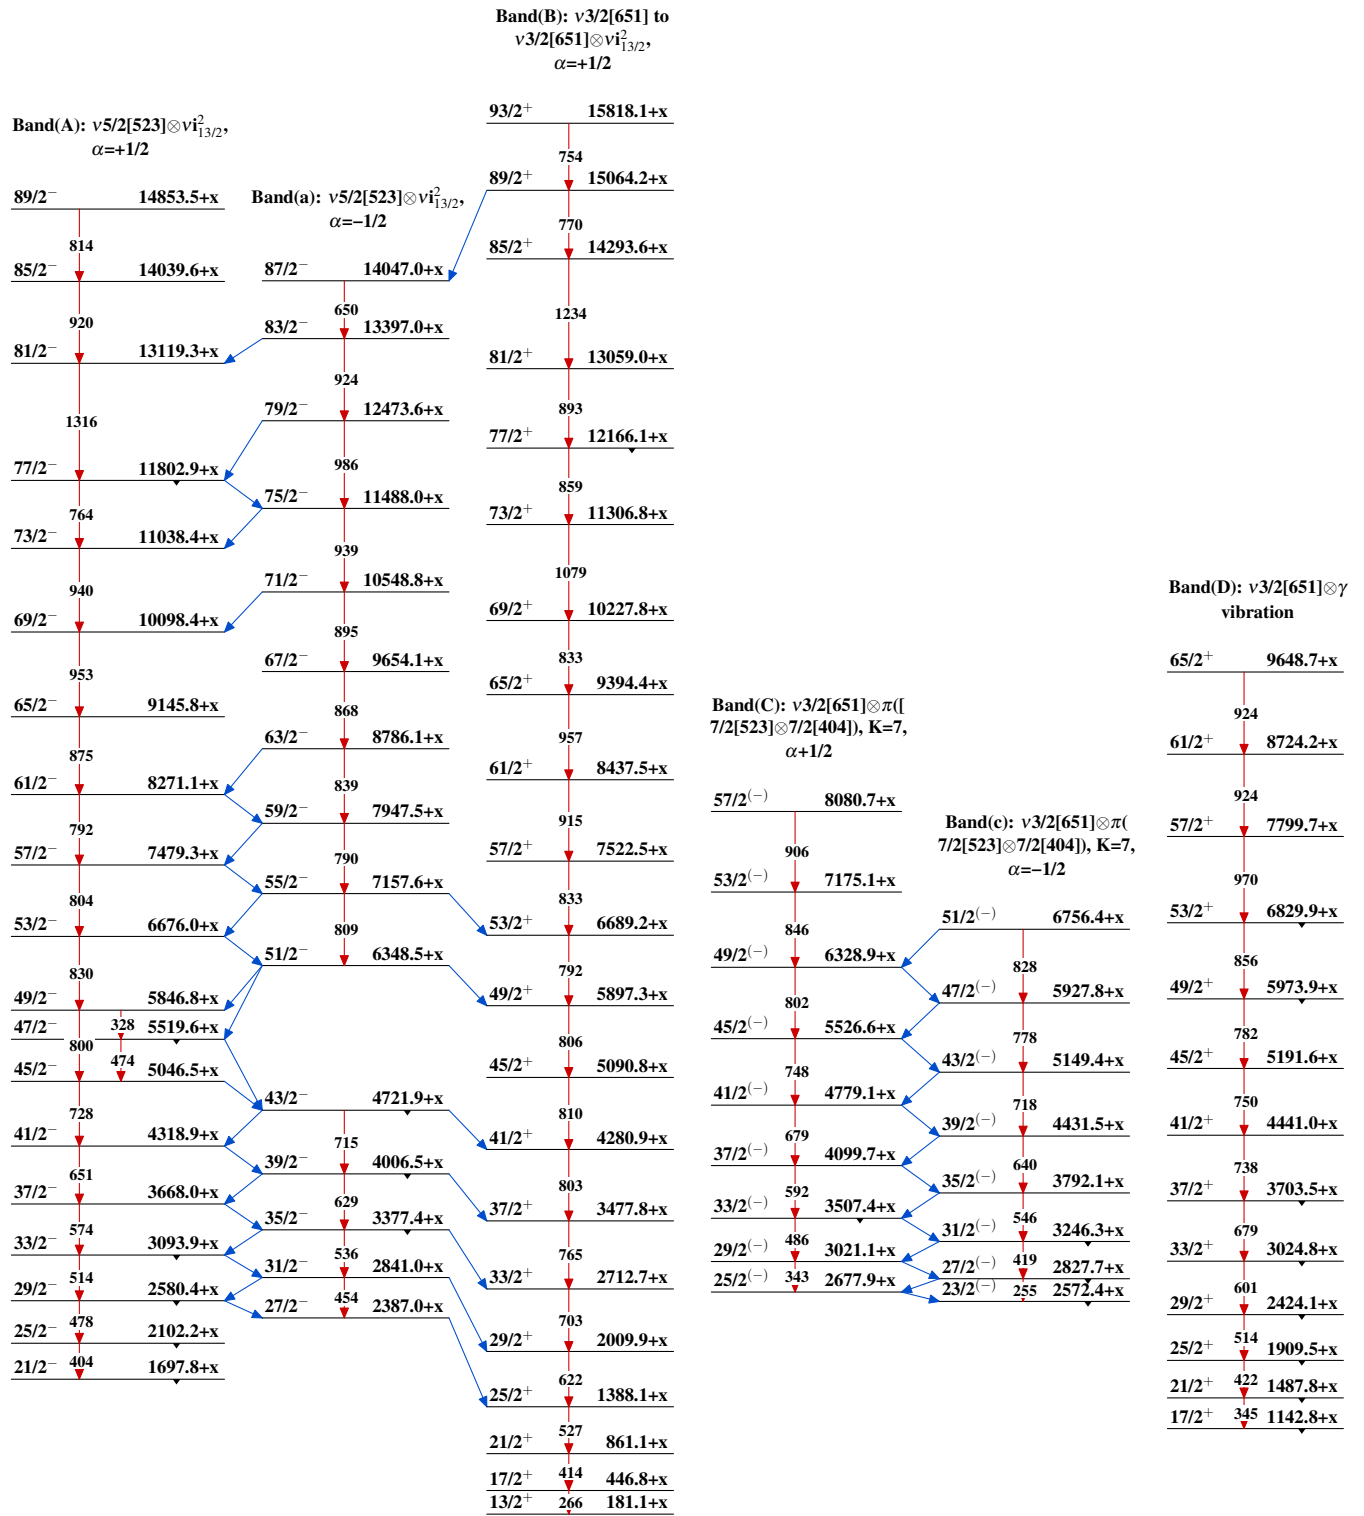 Band(A): ν5/2[523]⊗νi²₁₃/₂,
α=+1/2
89/2⁻ 14853.5+x
814
85/2⁻ 14039.6+x
920
81/2⁻ 13119.3+x
1316
77/2⁻ 11802.9+x
764
73/2⁻ 11038.4+x
940
69/2⁻ 10098.4+x
953
65/2⁻ 9145.8+x
875
61/2⁻ 8271.1+x
792
57/2⁻ 7479.3+x
804
53/2⁻ 6676.0+x
830
49/2⁻ 5846.8+x
328
47/2⁻ 5519.6+x
800
474
45/2⁻ 5046.5+x
728
41/2⁻ 4318.9+x
651
37/2⁻ 3668.0+x
574
33/2⁻ 3093.9+x
514
29/2⁻ 2580.4+x
478
25/2⁻ 2102.2+x
404
21/2⁻ 1697.8+x
Band(a): ν5/2[523]⊗νi²₁₃/₂,
α=−1/2
87/2⁻ 14047.0+x
650
83/2⁻ 13397.0+x
924
79/2⁻ 12473.6+x
986
75/2⁻ 11488.0+x
939
71/2⁻ 10548.8+x
895
67/2⁻ 9654.1+x
868
63/2⁻ 8786.1+x
839
59/2⁻ 7947.5+x
790
55/2⁻ 7157.6+x
809
51/2⁻ 6348.5+x
43/2⁻ 4721.9+x
715
39/2⁻ 4006.5+x
629
35/2⁻ 3377.4+x
536
31/2⁻ 2841.0+x
454
27/2⁻ 2387.0+x
Band(B): ν3/2[651] to
ν3/2[651]⊗νi²₁₃/₂,
α=+1/2
93/2⁺ 15818.1+x
754
89/2⁺ 15064.2+x
770
85/2⁺ 14293.6+x
1234
81/2⁺ 13059.0+x
893
77/2⁺ 12166.1+x
859
73/2⁺ 11306.8+x
1079
69/2⁺ 10227.8+x
833
65/2⁺ 9394.4+x
957
61/2⁺ 8437.5+x
915
57/2⁺ 7522.5+x
833
53/2⁺ 6689.2+x
792
49/2⁺ 5897.3+x
806
45/2⁺ 5090.8+x
810
41/2⁺ 4280.9+x
803
37/2⁺ 3477.8+x
765
33/2⁺ 2712.7+x
703
29/2⁺ 2009.9+x
622
25/2⁺ 1388.1+x
527
21/2⁺ 861.1+x
414
17/2⁺ 446.8+x
266
13/2⁺ 181.1+x
Band(C): ν3/2[651]⊗π([
7/2[523]⊗7/2[404]), K=7,
α+1/2
57/2⁽⁻⁾ 8080.7+x
906
53/2⁽⁻⁾ 7175.1+x
846
49/2⁽⁻⁾ 6328.9+x
802
45/2⁽⁻⁾ 5526.6+x
748
41/2⁽⁻⁾ 4779.1+x
679
37/2⁽⁻⁾ 4099.7+x
592
33/2⁽⁻⁾ 3507.4+x
486
29/2⁽⁻⁾ 3021.1+x
343
25/2⁽⁻⁾ 2677.9+x
Band(c): ν3/2[651]⊗π(
7/2[523]⊗7/2[404]), K=7,
α=−1/2
51/2⁽⁻⁾ 6756.4+x
828
47/2⁽⁻⁾ 5927.8+x
778
43/2⁽⁻⁾ 5149.4+x
718
39/2⁽⁻⁾ 4431.5+x
640
35/2⁽⁻⁾ 3792.1+x
546
31/2⁽⁻⁾ 3246.3+x
419
27/2⁽⁻⁾ 2827.7+x
255
23/2⁽⁻⁾ 2572.4+x
Band(D): ν3/2[651]⊗γ
vibration
65/2⁺ 9648.7+x
924
61/2⁺ 8724.2+x
924
57/2⁺ 7799.7+x
970
53/2⁺ 6829.9+x
856
49/2⁺ 5973.9+x
782
45/2⁺ 5191.6+x
750
41/2⁺ 4441.0+x
738
37/2⁺ 3703.5+x
679
33/2⁺ 3024.8+x
601
29/2⁺ 2424.1+x
514
25/2⁺ 1909.5+x
422
21/2⁺ 1487.8+x
345
17/2⁺ 1142.8+x